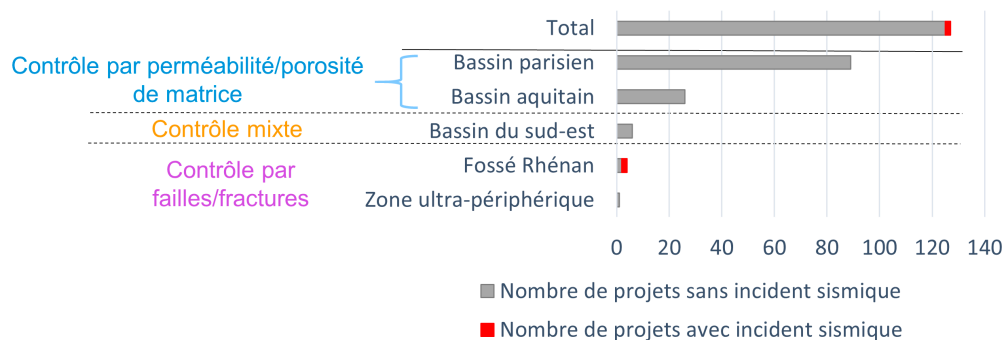 Total
Contrôle par perméabilité/porosité
de matrice
Bassin parisien
Bassin aquitain
Contrôle mixte
Bassin du sud-est
Contrôle par
failles/fractures
Fossé Rhénan
Zone ultra-périphérique
0 20 40 60 80 100 120 140
Nombre de projets sans incident sismique
Nombre de projets avec incident sismique